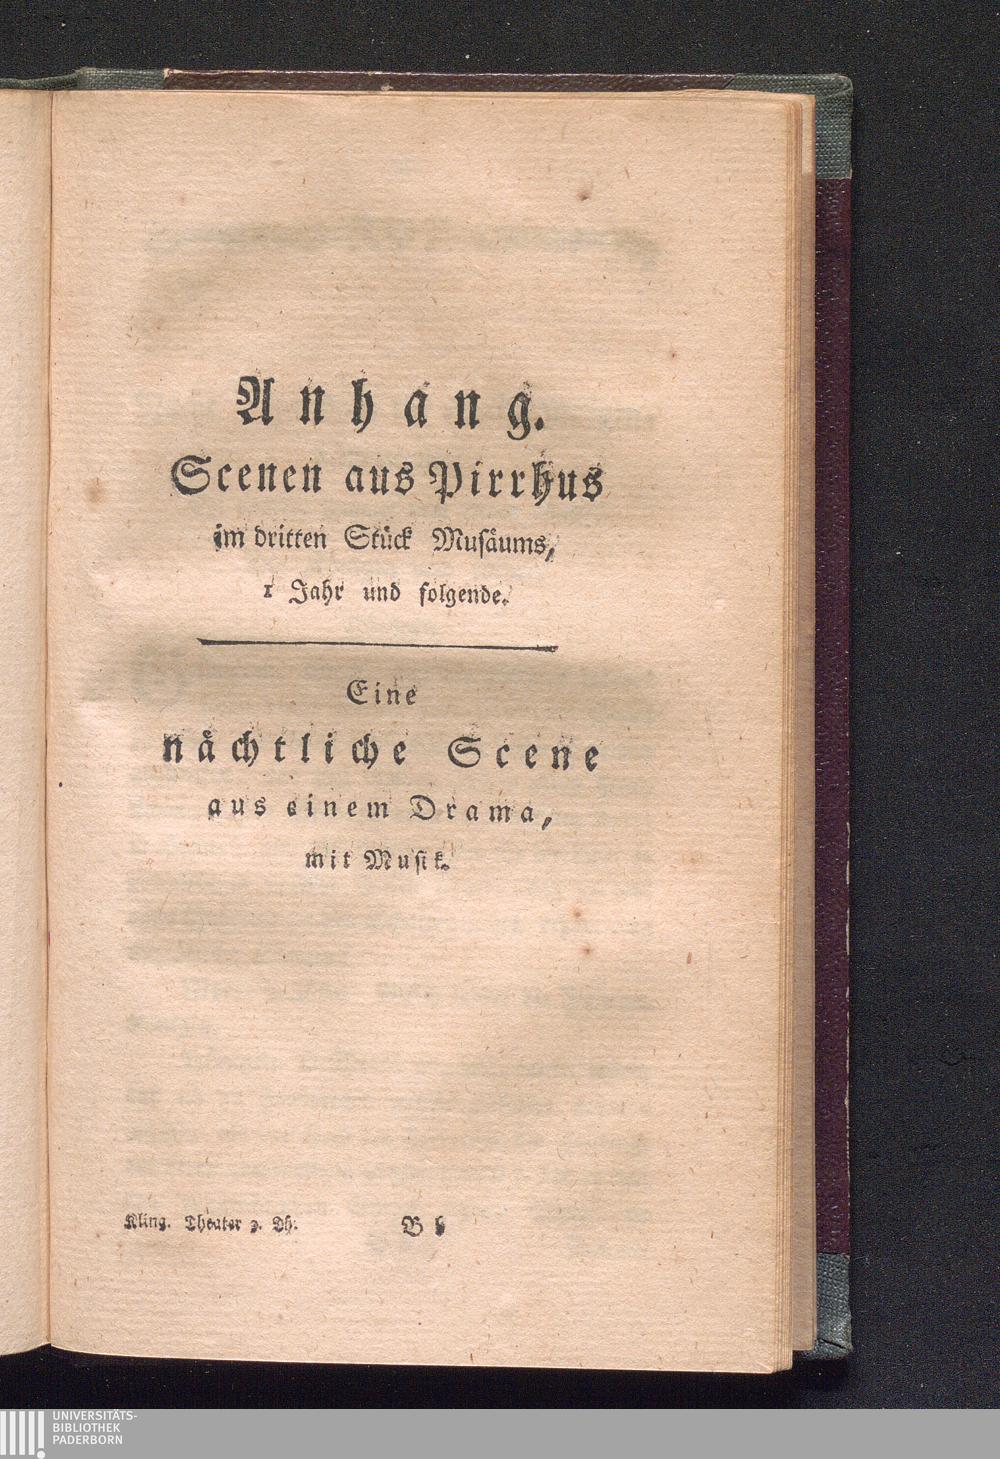 Anhang.
Scenen aus Pirrhus
im dritten Stück Musäums,
1 Jahr und folgende.
Eine
nächtliche Scene
aus einem Drama,
mit Musik.
Kling. Theater Th. B b
UNIVERSITÄTS-
BIBLIOTHEK
PADERBORN